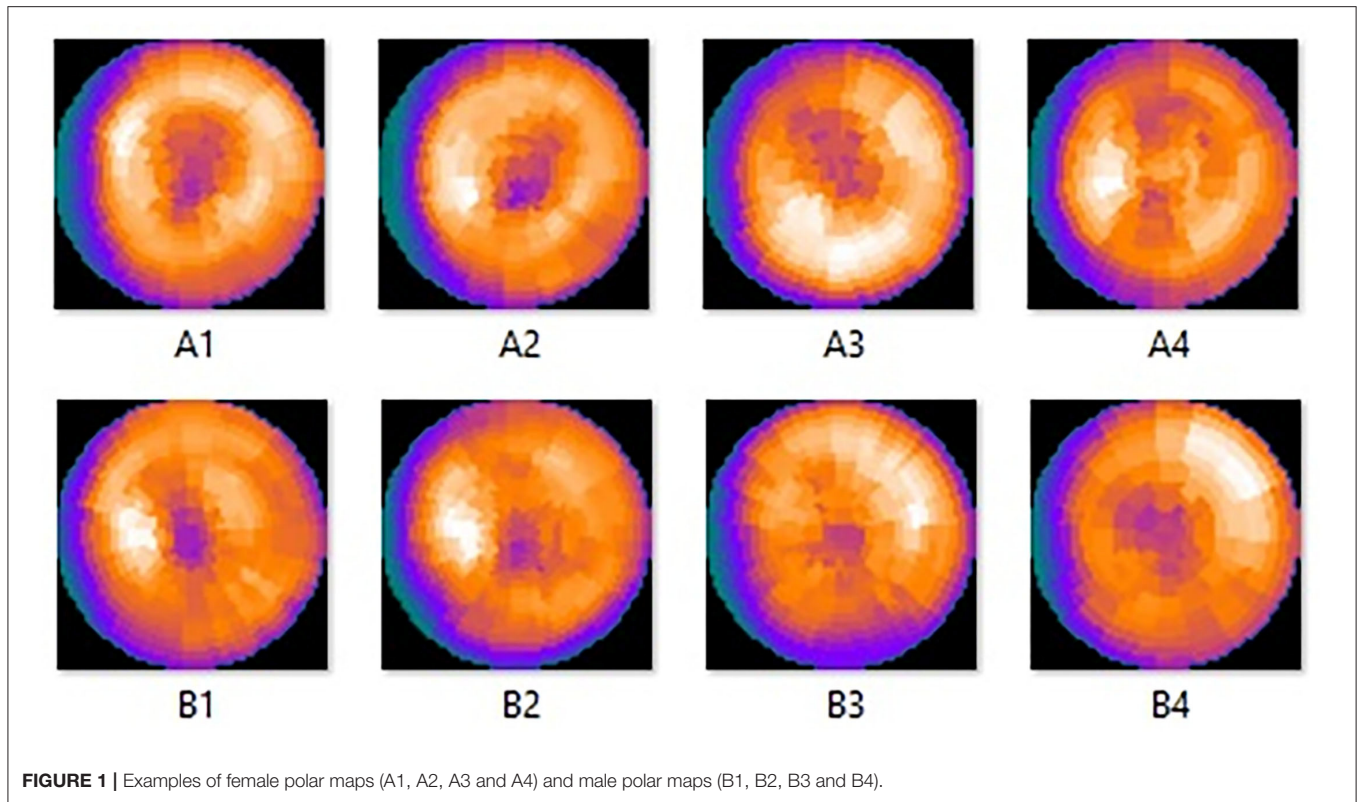 A1 A2 A3 A4
B1 B2 B3 B4
FIGURE 1 | Examples of female polar maps (A1, A2, A3 and A4) and male polar maps (B1, B2, B3 and B4).